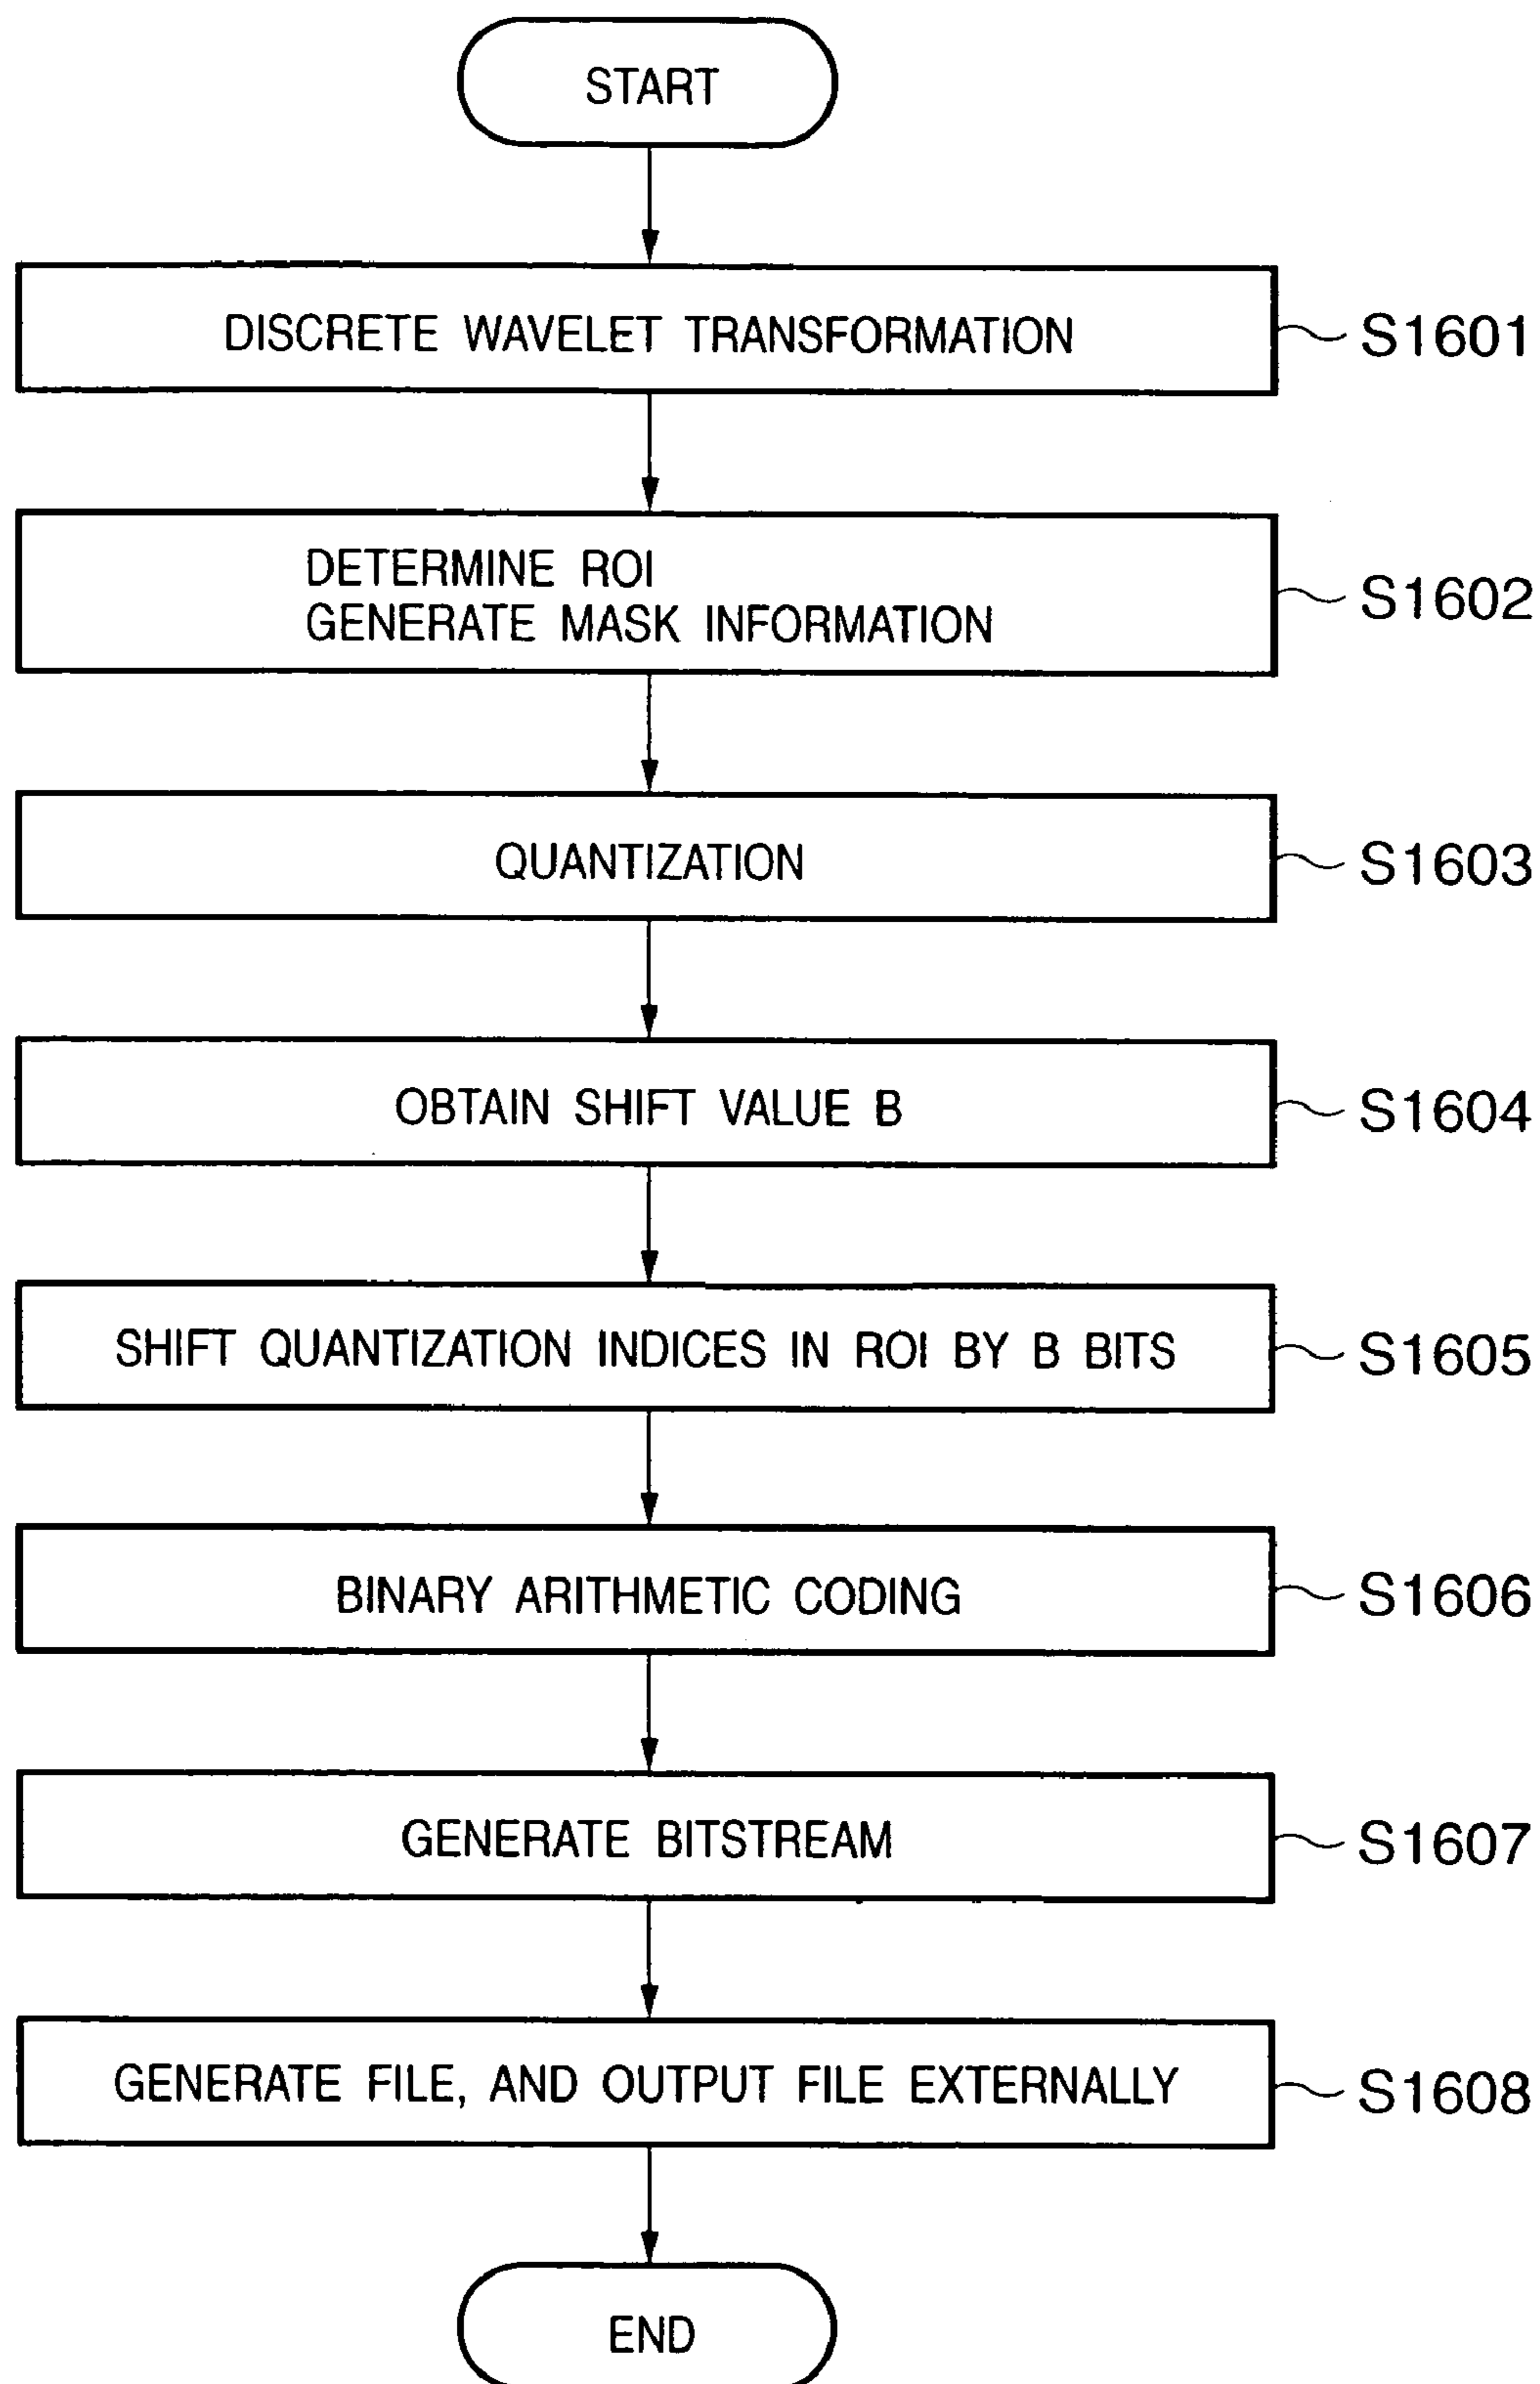 START
DISCRETE WAVELET TRANSFORMATION
S1601
DETERMINE ROI
GENERATE MASK INFORMATION
S1602
QUANTIZATION
S1603
OBTAIN SHIFT VALUE B
S1604
SHIFT QUANTIZATION INDICES IN ROI BY B BITS
S1605
BINARY ARITHMETIC CODING
S1606
GENERATE BITSTREAM
S1607
GENERATE FILE, AND OUTPUT FILE EXTERNALLY
S1608
END